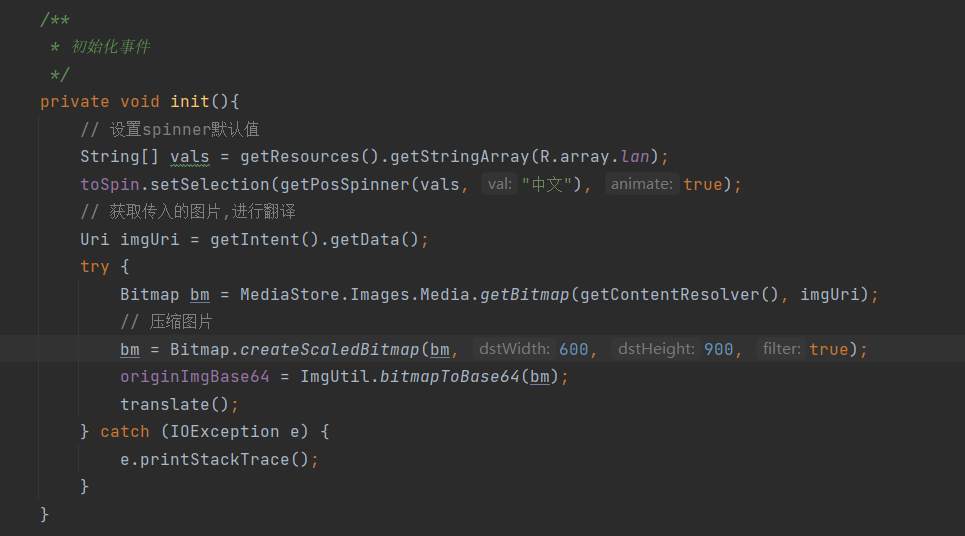 /**
 * 初始化事件
 */
private void init(){
    // 设置spinner默认值
    String[] vals = getResources().getStringArray(R.array.lan);
    toSpin.setSelection(getPosSpinner(vals, val: "中文"), animate: true);
    // 获取传入的图片,进行翻译
    Uri imgUri = getIntent().getData();
    try {
        Bitmap bm = MediaStore.Images.Media.getBitmap(getContentResolver(), imgUri);
        // 压缩图片
        bm = Bitmap.createScaledBitmap(bm, dstWidth: 600, dstHeight: 900, filter: true);
        originImgBase64 = ImgUtil.bitmapToBase64(bm);
        translate();
    } catch (IOException e) {
        e.printStackTrace();
    }
}